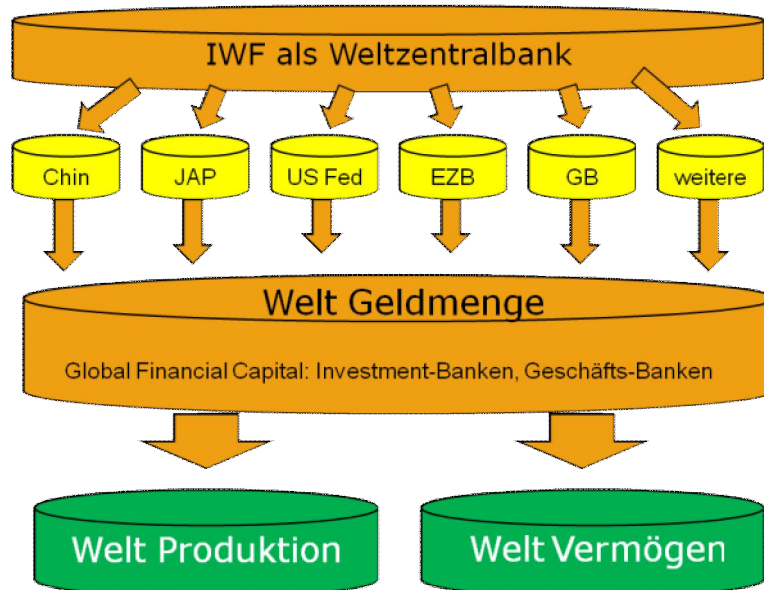 IWF als Weltzentralbank
Chin
JAP
US Fed
EZB
GB
weitere
Welt Geldmenge
Global Financial Capital: Investment-Banken, Geschäfts-Banken
Welt Produktion
Welt Vermögen